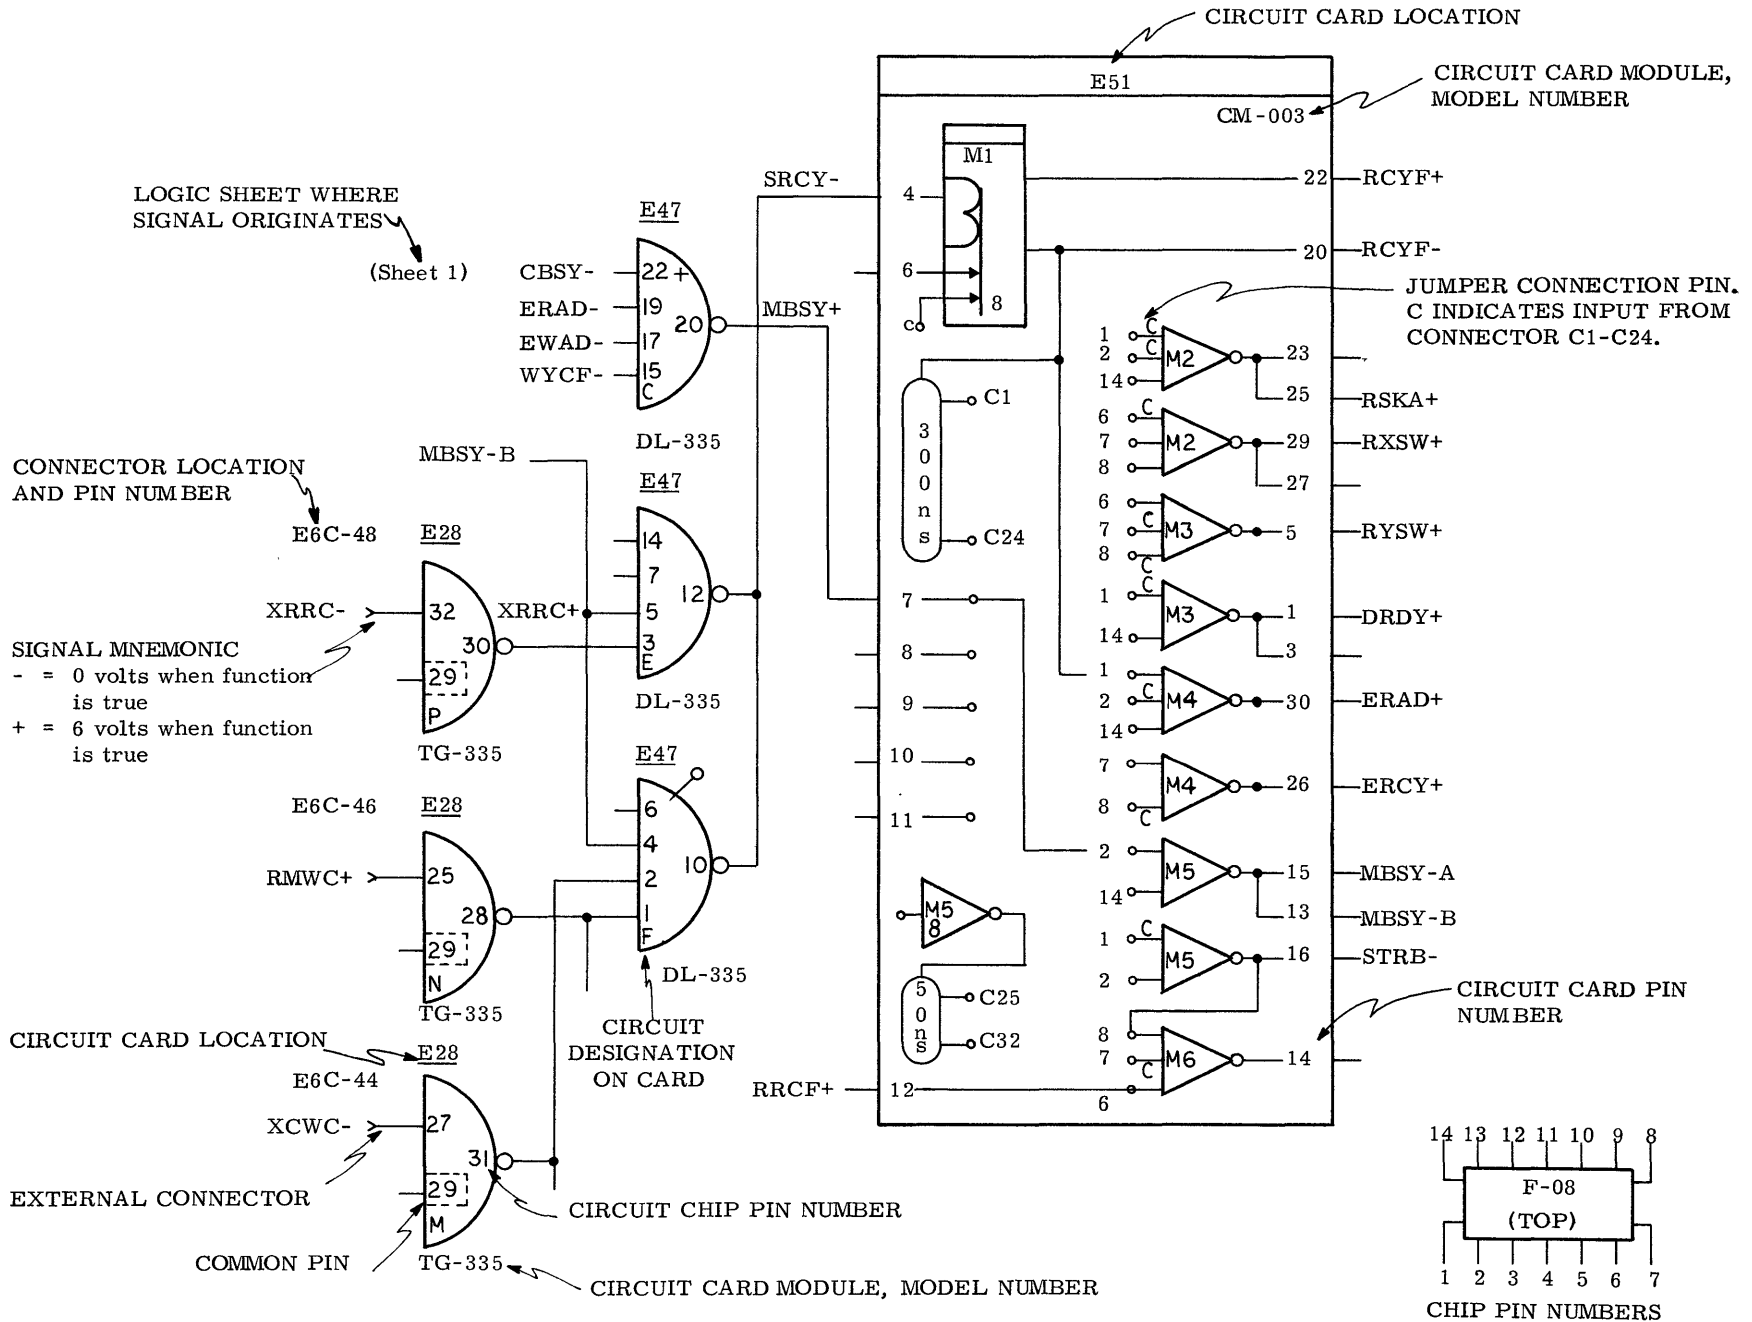 CIRCUIT CARD LOCATION
E51
CIRCUIT CARD MODULE,
MODEL NUMBER
CM-003
M1
8
4
6
c
22 RCYF+
20 RCYF-
LOGIC SHEET WHERE
SIGNAL ORIGINATES
(Sheet 1)
E47
CBSY- 22 +
ERAD- 19
EWAD- 17
WYCF- 15
C
20
DL-335
SRCY-
MBSY+
JUMPER CONNECTION PIN.
C INDICATES INPUT FROM
CONNECTOR C1-C24.
300ns
C1
C24
1 C
2 C
14
M2
23
25 RSKA+
6 C
7
8
M2
29 RXSW+
27
6
7 C
8
C
M3
5 RYSW+
1 C
14
M3
1 DRDY+
3
1
2 C
14
M4
30 ERAD+
7
8
C
M4
26 ERCY+
2
14
M5
15 MBSY-A
13 MBSY-B
1 C
2
M5
16 STRB-
8
7
C
6
M6
14
CIRCUIT CARD PIN
NUMBER
7
8
9
10
11
M5
8
50ns
C25
C32
RRCF+ 12
MBSY-B
E47
14
7
5
3
E
12
DL-335
CONNECTOR LOCATION
AND PIN NUMBER
E6C-48
E28
XRRC- 32
30
29
P
TG-335
XRRC+
SIGNAL MNEMONIC
- = 0 volts when function
is true
+ = 6 volts when function
is true
E47
6
4
2
1
F
10
DL-335
CIRCUIT
DESIGNATION
ON CARD
E6C-46
E28
RMWC+ 25
28
29
N
TG-335
CIRCUIT CARD LOCATION
E28
E6C-44
XCWC- 27
31
29
M
TG-335
EXTERNAL CONNECTOR
CIRCUIT CHIP PIN NUMBER
COMMON PIN
CIRCUIT CARD MODULE, MODEL NUMBER
14 13 12 11 10 9 8
F-08
(TOP)
1 2 3 4 5 6 7
CHIP PIN NUMBERS